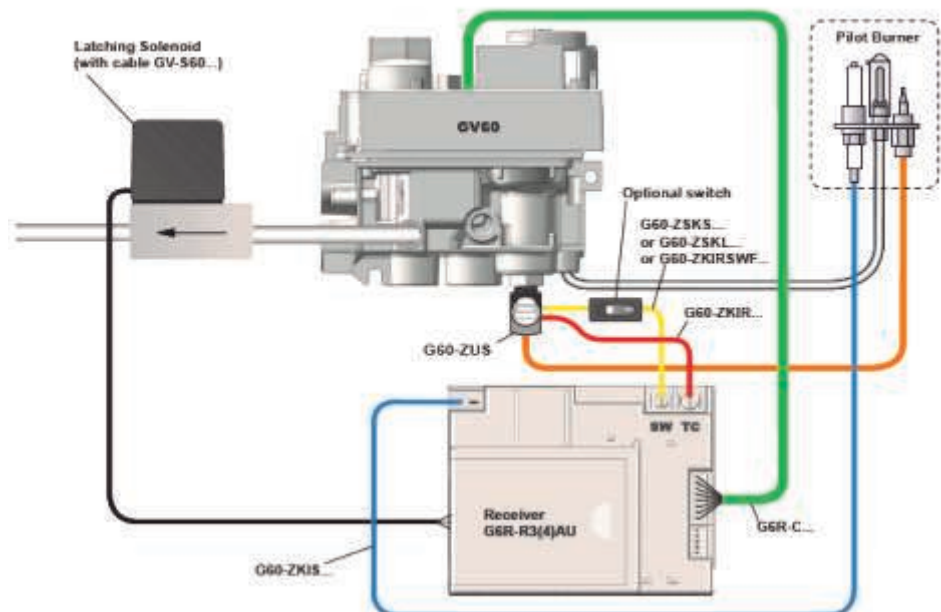 Latching Solenoid
(with cable GV-S60...)
Pilot Burner
GV60
Optional switch
G60-ZSKS...
or G60-ZSKL...
or G60-ZKIRSWF...
G60-ZKIR...
G60-ZUS
SW TC
Receiver
G6R-R3(4)AU
G6R-C...
G60-ZKIS...